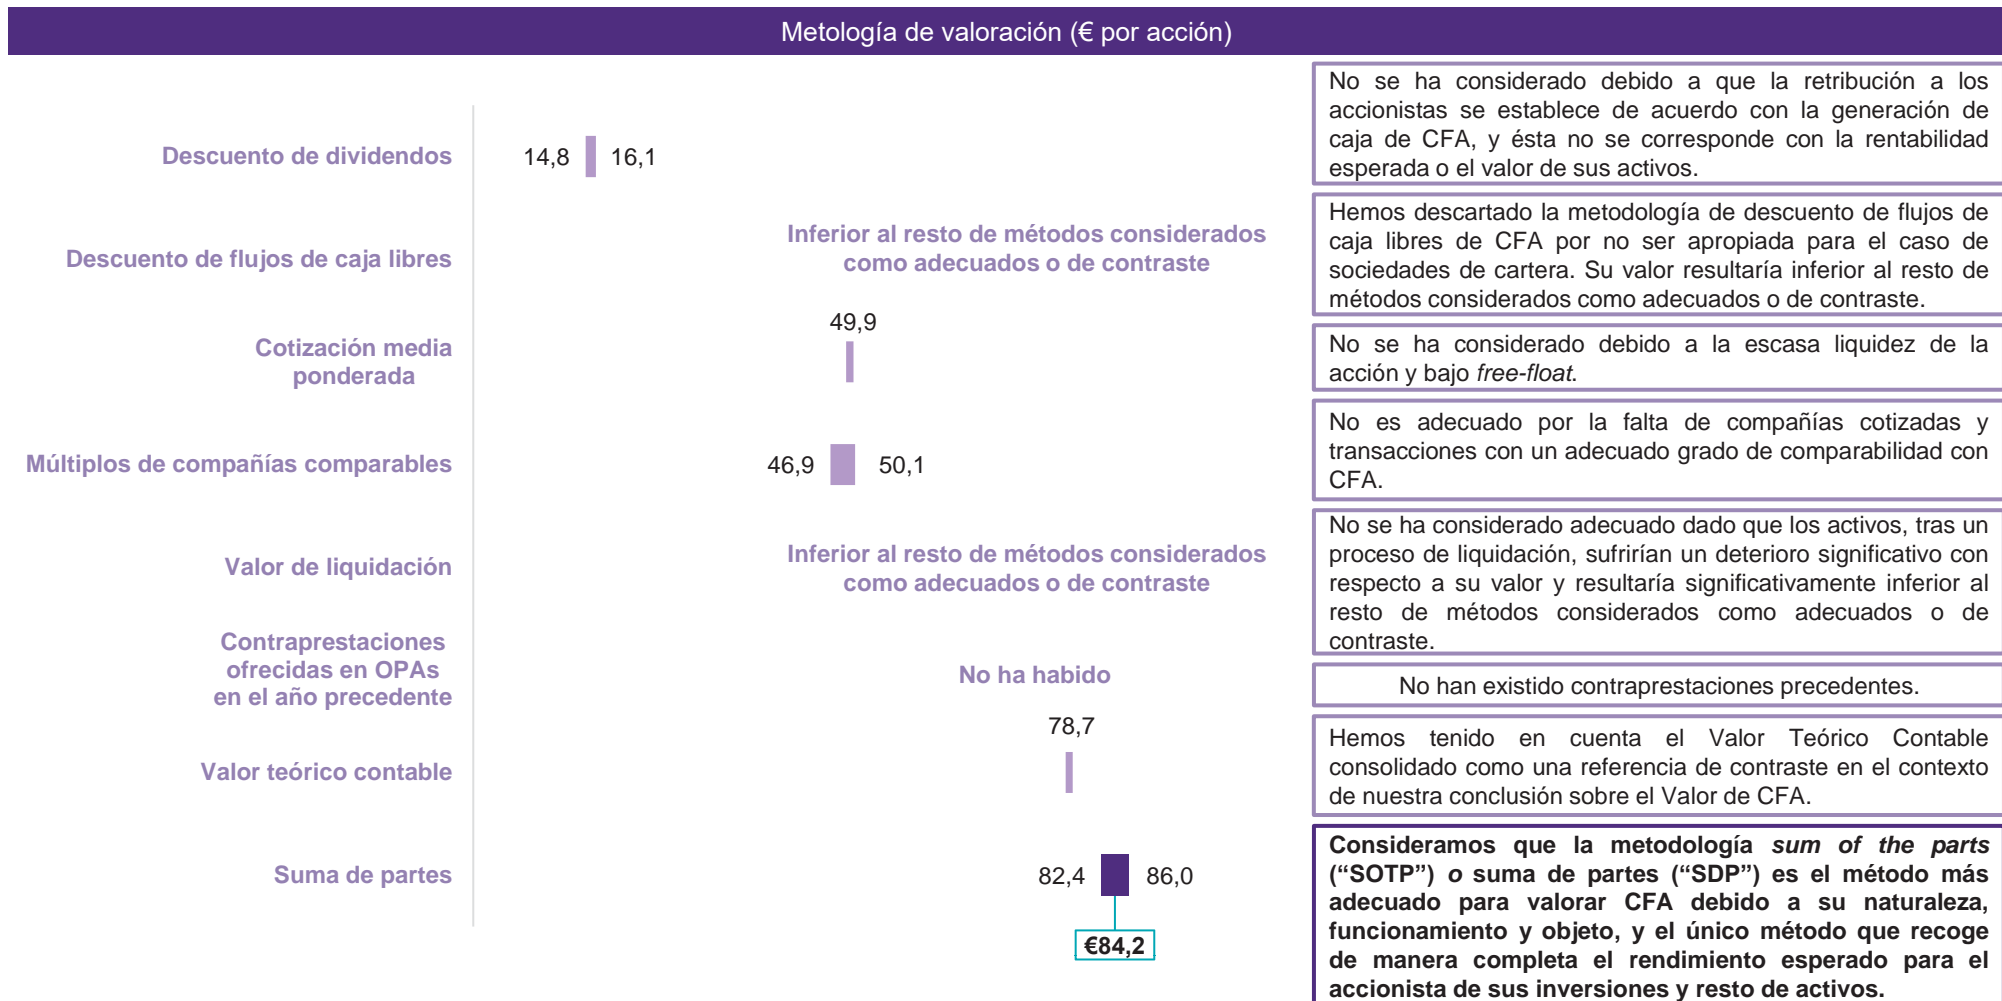 Metología de valoración (€ por acción)
Descuento de dividendos
14,8
16,1
No se ha considerado debido a que la retribución a los
accionistas se establece de acuerdo con la generación de
caja de CFA, y ésta no se corresponde con la rentabilidad
esperada o el valor de sus activos.
Descuento de flujos de caja libres
Inferior al resto de métodos considerados
como adecuados o de contraste
Hemos descartado la metodología de descuento de flujos de
caja libres de CFA por no ser apropiada para el caso de
sociedades de cartera. Su valor resultaría inferior al resto de
métodos considerados como adecuados o de contraste.
Cotización media
ponderada
49,9
No se ha considerado debido a la escasa liquidez de la
acción y bajo free-float.
Múltiplos de compañías comparables
46,9
50,1
No es adecuado por la falta de compañías cotizadas y
transacciones con un adecuado grado de comparabilidad con
CFA.
Valor de liquidación
Inferior al resto de métodos considerados
como adecuados o de contraste
No se ha considerado adecuado dado que los activos, tras un
proceso de liquidación, sufrirían un deterioro significativo con
respecto a su valor y resultaría significativamente inferior al
resto de métodos considerados como adecuados o de
contraste.
Contraprestaciones
ofrecidas en OPAs
en el año precedente
No ha habido
No han existido contraprestaciones precedentes.
Valor teórico contable
78,7
Hemos tenido en cuenta el Valor Teórico Contable
consolidado como una referencia de contraste en el contexto
de nuestra conclusión sobre el Valor de CFA.
Suma de partes
82,4
86,0
€84,2
Consideramos que la metodología sum of the parts
(“SOTP”) o suma de partes (“SDP”) es el método más
adecuado para valorar CFA debido a su naturaleza,
funcionamiento y objeto, y el único método que recoge
de manera completa el rendimiento esperado para el
accionista de sus inversiones y resto de activos.